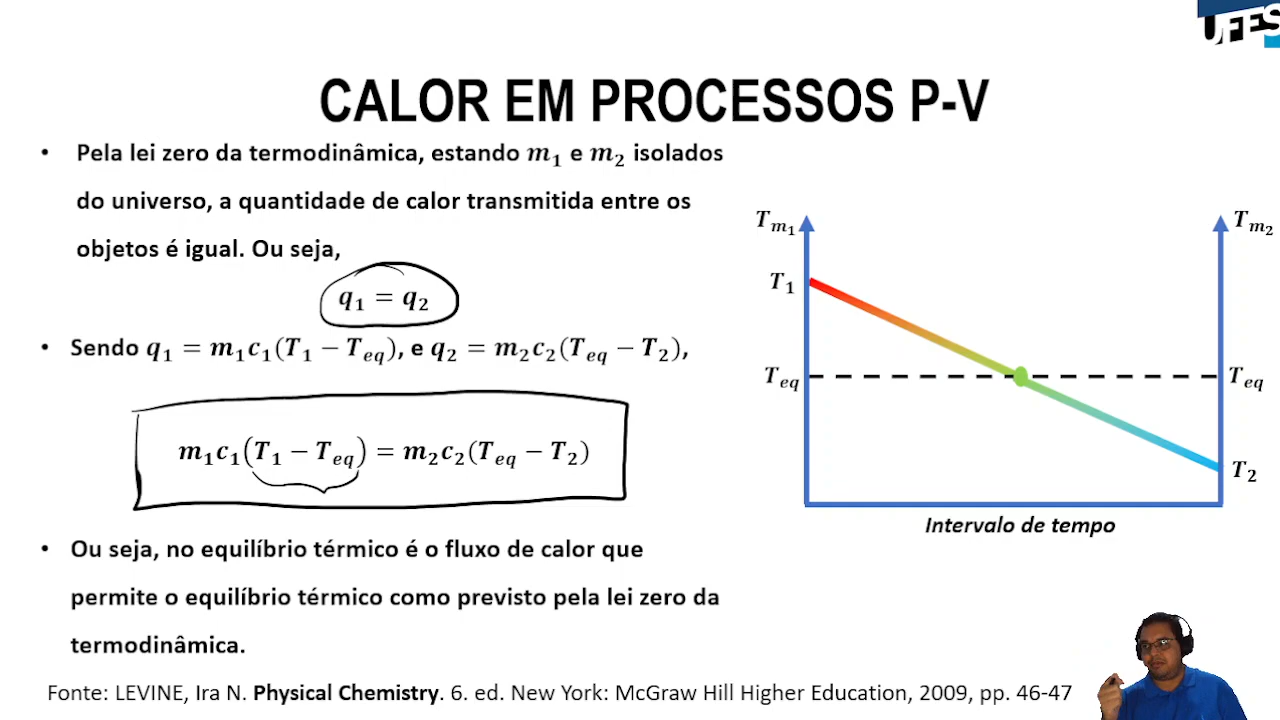 UFES
CALOR EM PROCESSOS P-V
• Pela lei zero da termodinâmica, estando m₁ e m₂ isolados
do universo, a quantidade de calor transmitida entre os
objetos é igual. Ou seja,
q₁ = q₂
• Sendo q₁ = m₁c₁(T₁ − T_eq), e q₂ = m₂c₂(T_eq − T₂),
m₁c₁(T₁ − T_eq) = m₂c₂(T_eq − T₂)
• Ou seja, no equilíbrio térmico é o fluxo de calor que
permite o equilíbrio térmico como previsto pela lei zero da
termodinâmica.
T_m₁
T_m₂
T₁
T_eq
T_eq
T₂
Intervalo de tempo
Fonte: LEVINE, Ira N. Physical Chemistry. 6. ed. New York: McGraw Hill Higher Education, 2009, pp. 46-47